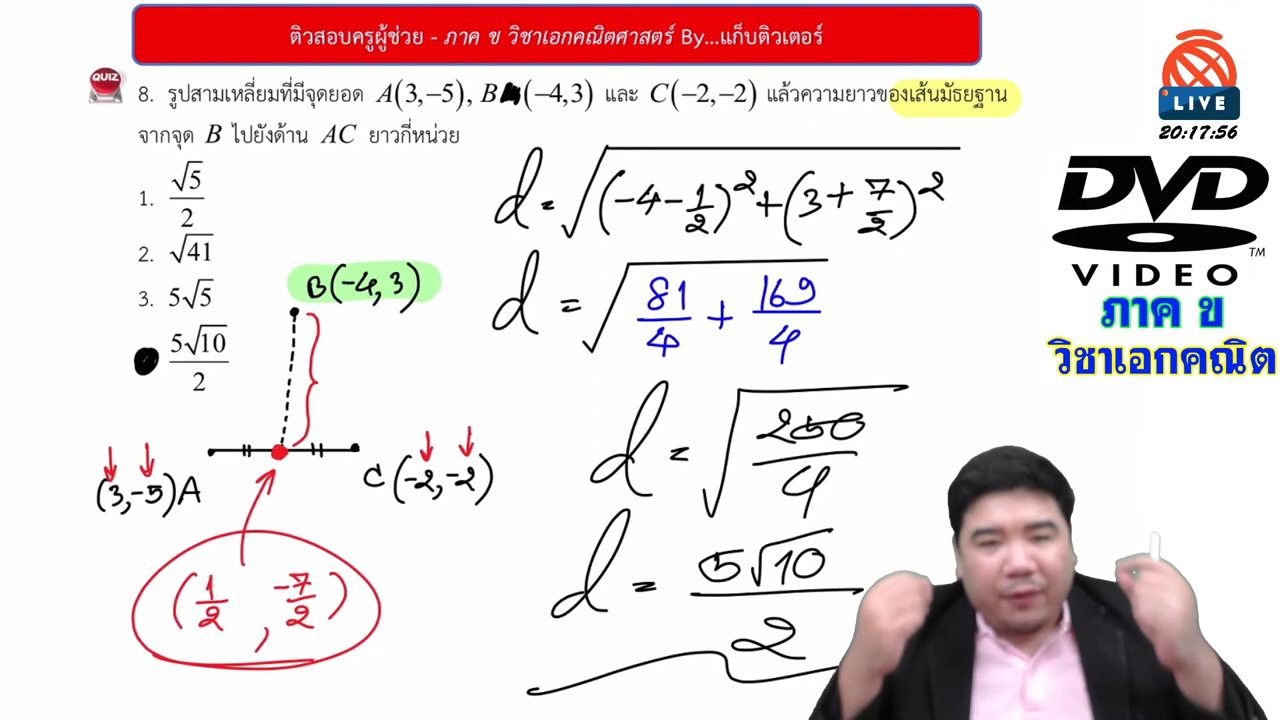 ติวสอบครูผู้ช่วย - ภาค ข วิชาเอกคณิตศาสตร์ By...แก็บติวเตอร์
QUIZ
8. รูปสามเหลี่ยมที่มีจุดยอด A(3,−5), B(−4,3) และ C(−2,−2) แล้วความยาวของเส้นมัธยฐาน
จากจุด B ไปยังด้าน AC ยาวกี่หน่วย
1. √5/2
2. √41
3. 5√5
5√10/2
B(-4,3)
(3,-5)A
C(-2,-2)
(1/2, -7/2)
d=√((-4-1/2)²+(3+7/2)²)
d=√(81/4+169/4)
d=√(250/4)
d=5√10/2
LIVE
20:17:56
DVD
VIDEO™
ภาค ข
วิชาเอกคณิต